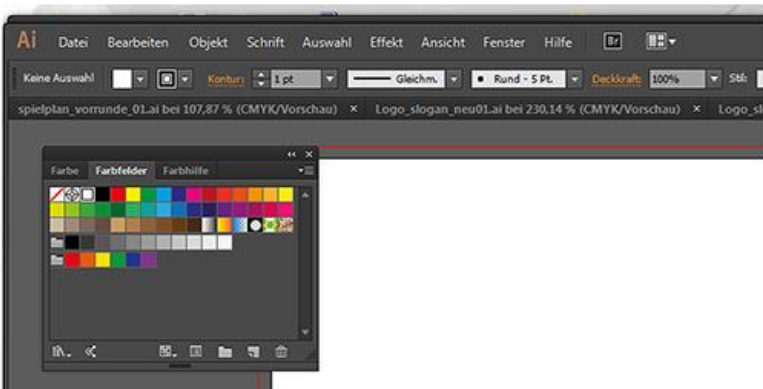 Ai Datei Bearbeiten Objekt Schrift Auswahl Effekt Ansicht Fenster Hilfe Br
Keine Auswahl Kontur: 1 pt Gleichm. Rund - 5 Pt. Deckkraft: 100% Stil:
spielplan_vorrunde_01.ai bei 107,87 % (CMYK/Vorschau) × Logo_slogan_neu01.ai bei 230,14 % (CMYK/Vorschau) × Logo_sl
Farbe Farbfelder Farbhilfe